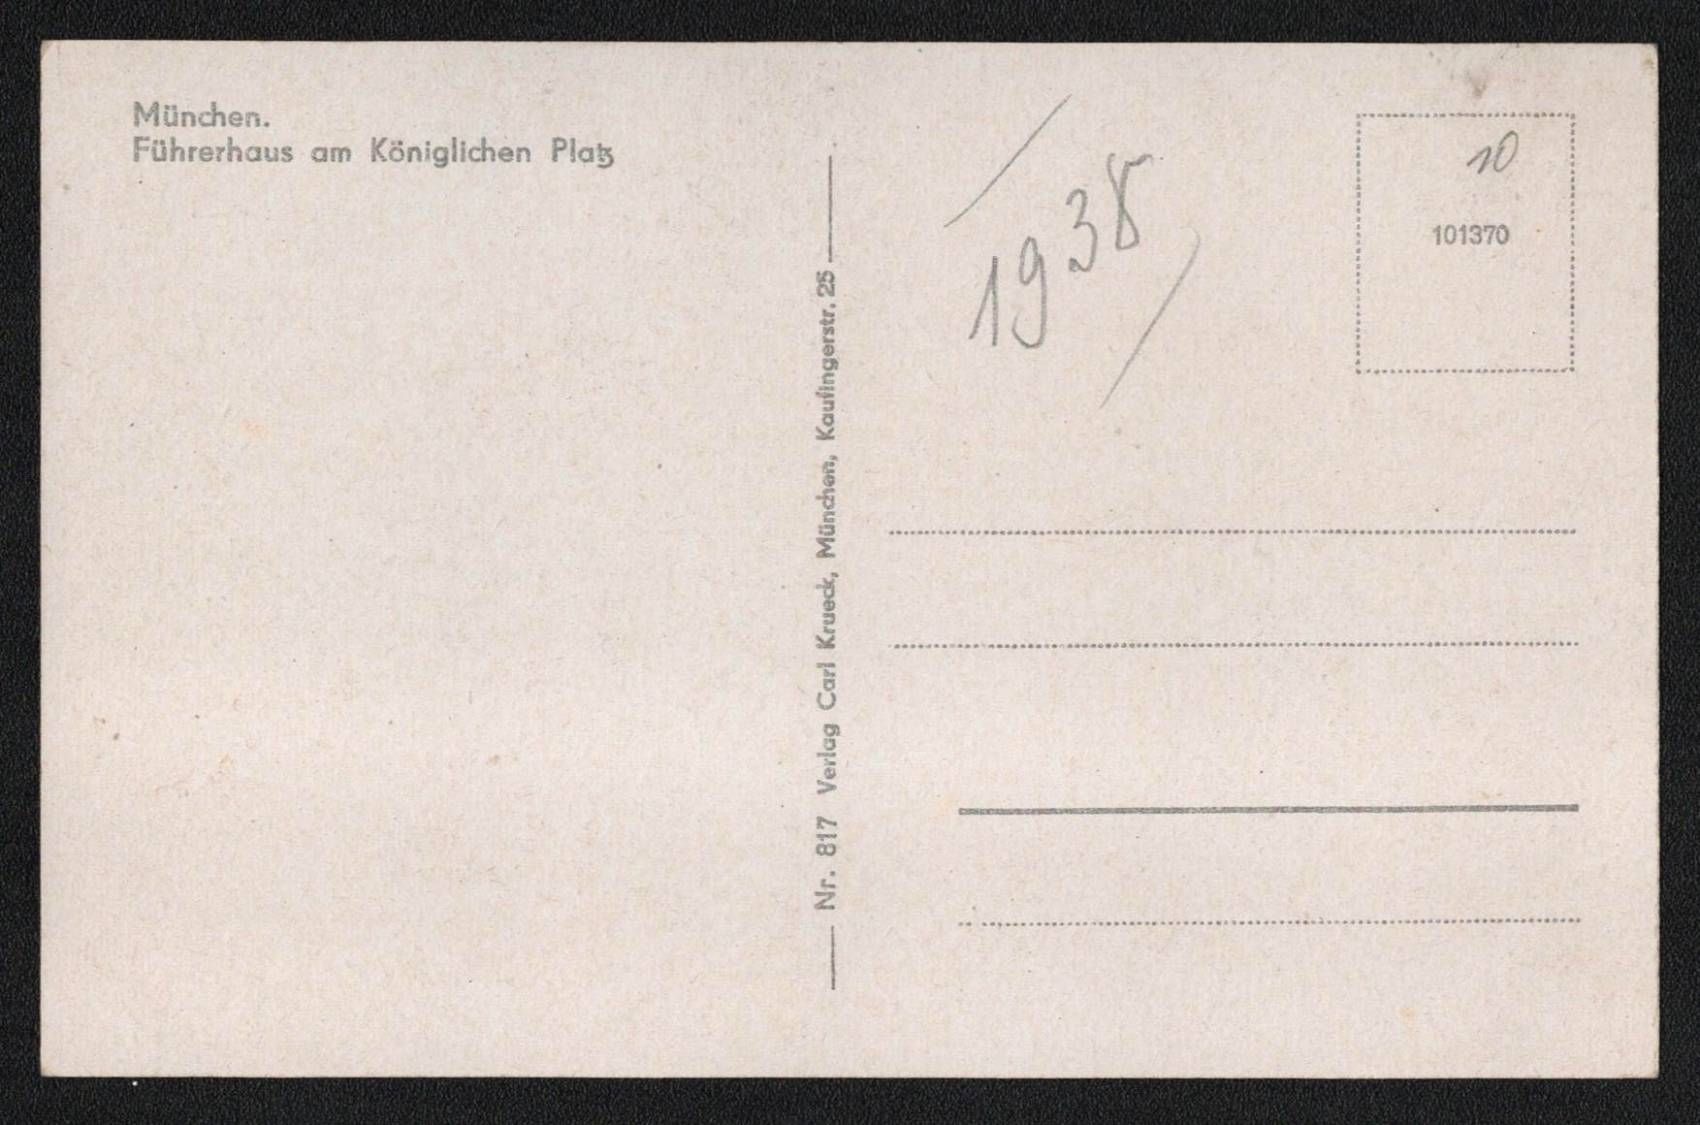 München.
Führerhaus am Königlichen Platz
Nr. 817 Verlag Carl Krueck, München, Kaufingerstr. 25
1938
10
101370